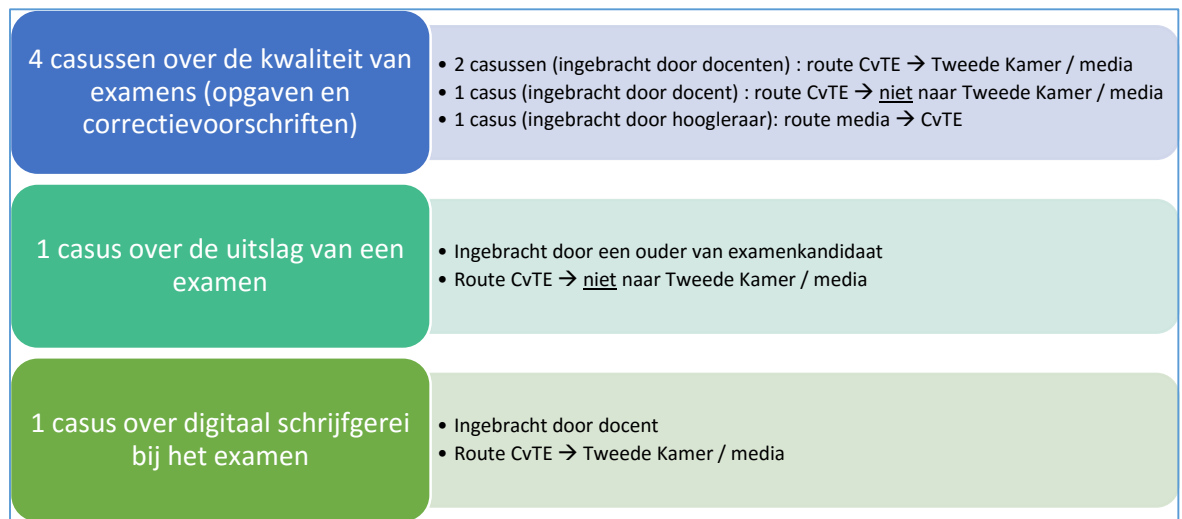 4 casussen over de kwaliteit van
examens (opgaven en
correctievoorschriften)
• 2 casussen (ingebracht door docenten) : route CvTE → Tweede Kamer / media
• 1 casus (ingebracht door docent) : route CvTE → niet naar Tweede Kamer / media
• 1 casus (ingebracht door hoogleraar): route media → CvTE
1 casus over de uitslag van een
examen
• Ingebracht door een ouder van examenkandidaat
• Route CvTE → niet naar Tweede Kamer / media
1 casus over digitaal schrijfgerei
bij het examen
• Ingebracht door docent
• Route CvTE → Tweede Kamer / media